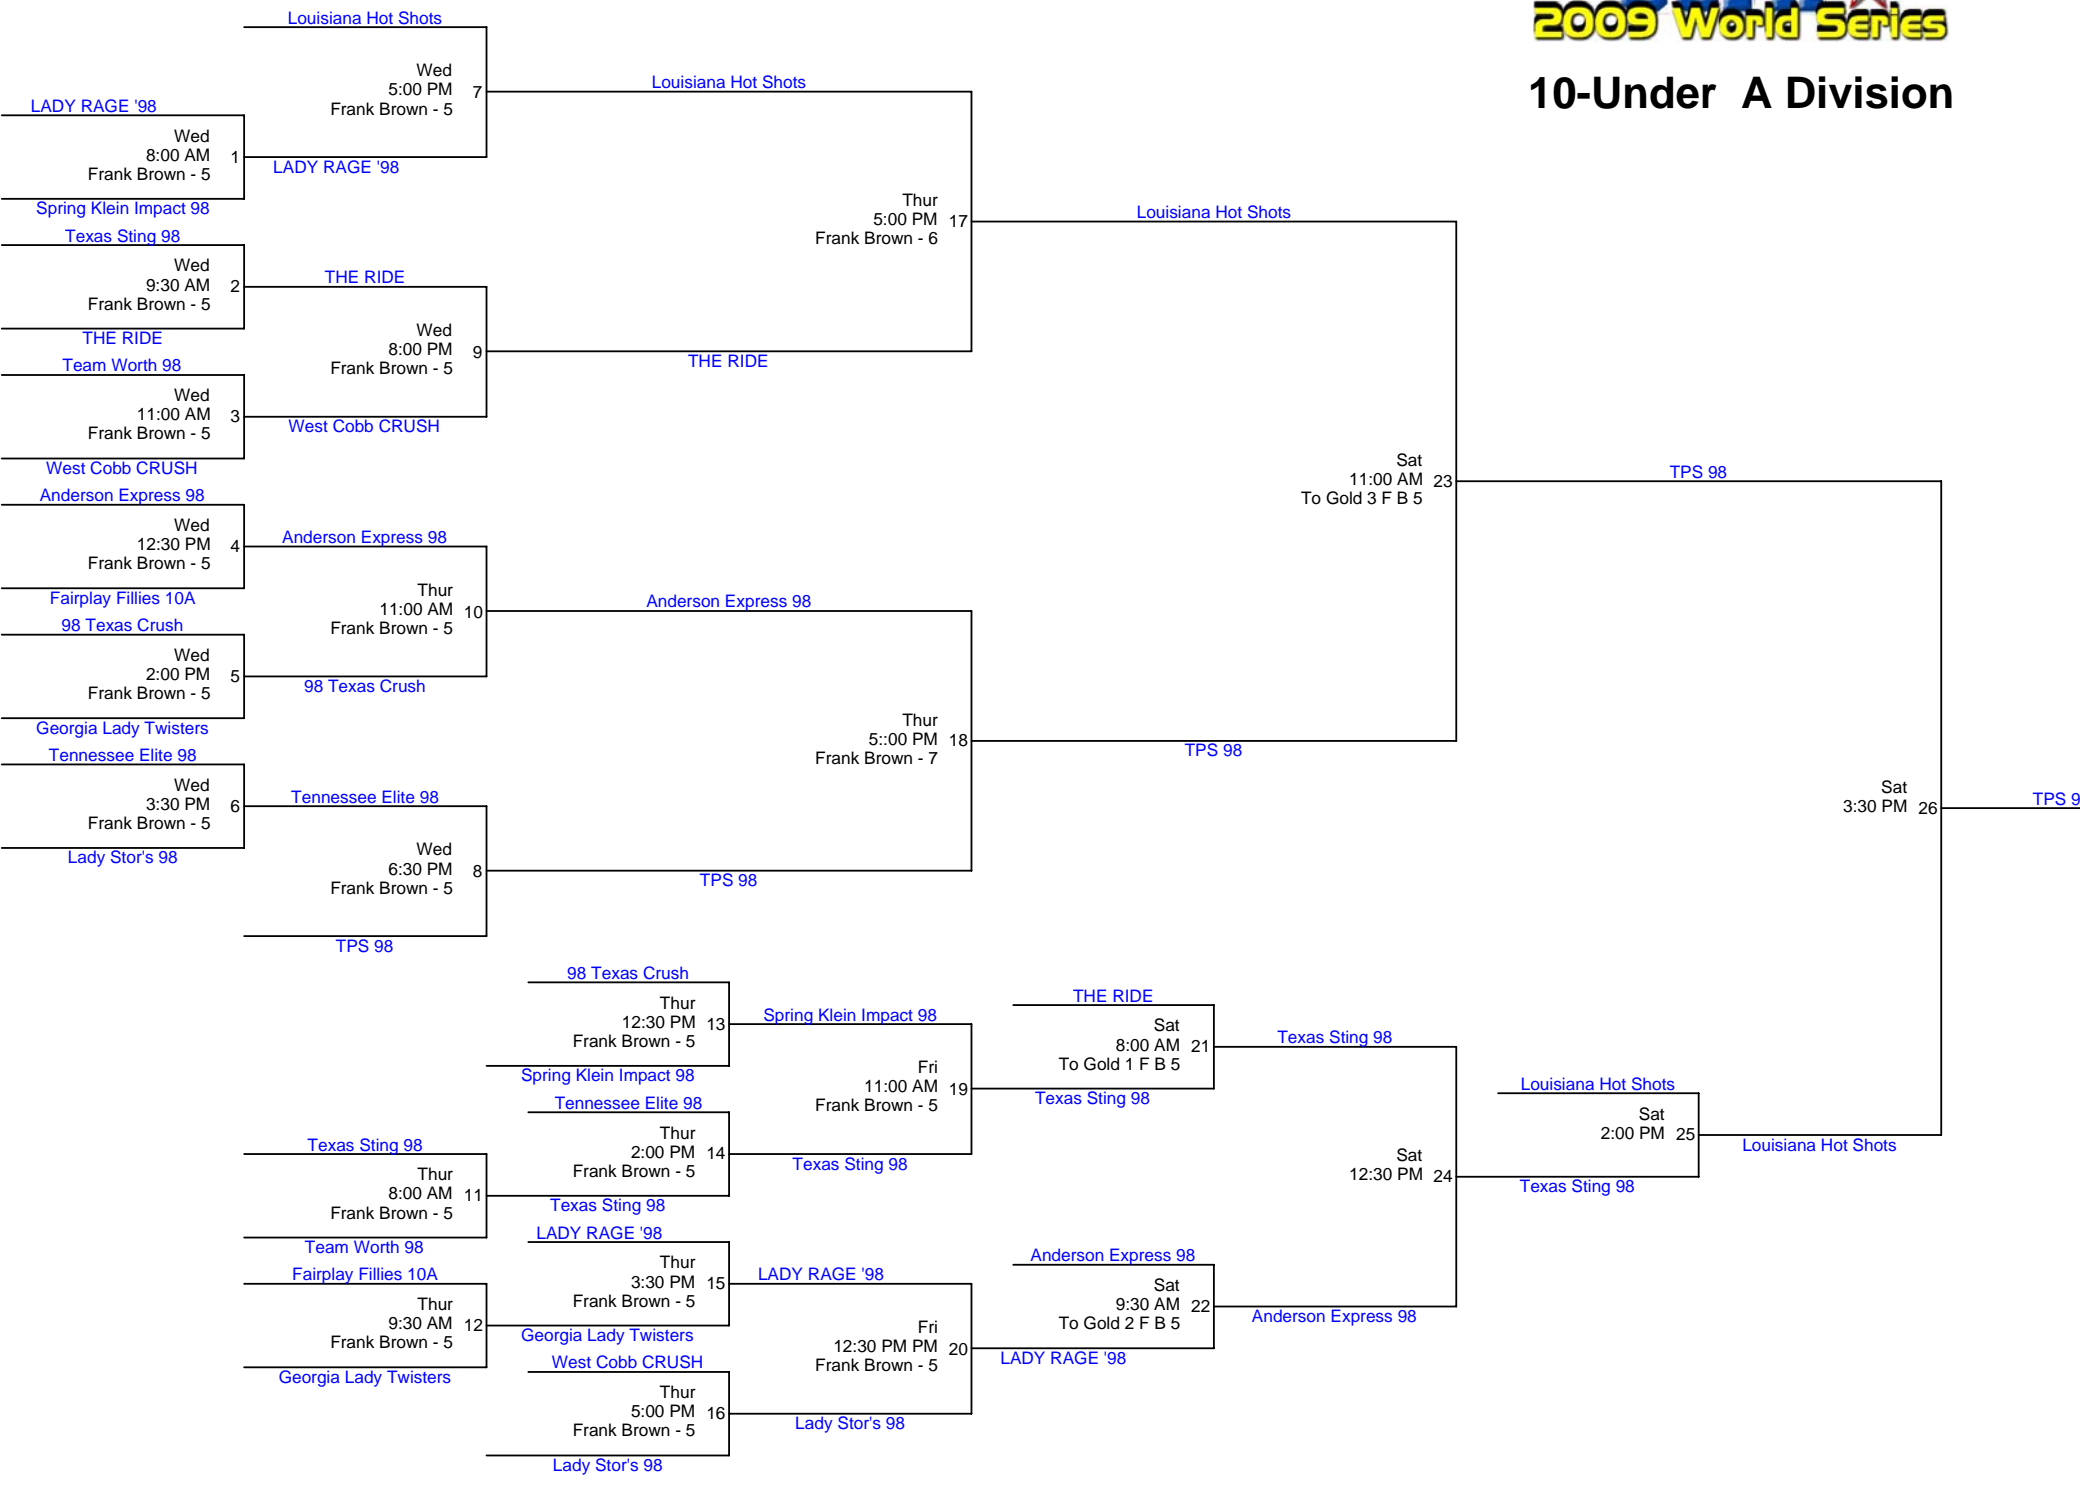 2009 World Series
10-Under A Division
Louisiana Hot Shots
Wed
5:00 PM 7
Frank Brown - 5
Louisiana Hot Shots
LADY RAGE '98
Wed
8:00 AM 1
Frank Brown - 5
LADY RAGE '98
Spring Klein Impact 98
Texas Sting 98
Wed
9:30 AM 2
Frank Brown - 5
THE RIDE
THE RIDE
Team Worth 98
Wed
8:00 PM 9
Frank Brown - 5
THE RIDE
Wed
11:00 AM 3
Frank Brown - 5
West Cobb CRUSH
West Cobb CRUSH
Thur
5:00 PM 17
Frank Brown - 6
Louisiana Hot Shots
Anderson Express 98
Wed
12:30 PM 4
Frank Brown - 5
Anderson Express 98
Fairplay Fillies 10A
98 Texas Crush
Thur
11:00 AM 10
Frank Brown - 5
Anderson Express 98
Wed
2:00 PM 5
Frank Brown - 5
98 Texas Crush
Georgia Lady Twisters
Tennessee Elite 98
Wed
3:30 PM 6
Frank Brown - 5
Tennessee Elite 98
Lady Stor's 98
Wed
6:30 PM 8
Frank Brown - 5
TPS 98
TPS 98
Thur
5::00 PM 18
Frank Brown - 7
TPS 98
Sat
11:00 AM 23
To Gold 3 F B 5
TPS 98
Sat
3:30 PM 26
TPS 9
98 Texas Crush
Thur
12:30 PM 13
Frank Brown - 5
Spring Klein Impact 98
Spring Klein Impact 98
Tennessee Elite 98
Thur
2:00 PM 14
Frank Brown - 5
Texas Sting 98
Texas Sting 98
Thur
8:00 AM 11
Frank Brown - 5
Texas Sting 98
Team Worth 98
Fri
11:00 AM 19
Frank Brown - 5
Texas Sting 98
THE RIDE
Sat
8:00 AM 21
To Gold 1 F B 5
Texas Sting 98
LADY RAGE '98
Thur
3:30 PM 15
Frank Brown - 5
LADY RAGE '98
Fairplay Fillies 10A
Thur
9:30 AM 12
Frank Brown - 5
Georgia Lady Twisters
Georgia Lady Twisters
West Cobb CRUSH
Thur
5:00 PM 16
Frank Brown - 5
Lady Stor's 98
Lady Stor's 98
Fri
12:30 PM PM 20
Frank Brown - 5
LADY RAGE '98
Anderson Express 98
Sat
9:30 AM 22
To Gold 2 F B 5
Anderson Express 98
Sat
12:30 PM 24
Texas Sting 98
Louisiana Hot Shots
Sat
2:00 PM 25
Louisiana Hot Shots